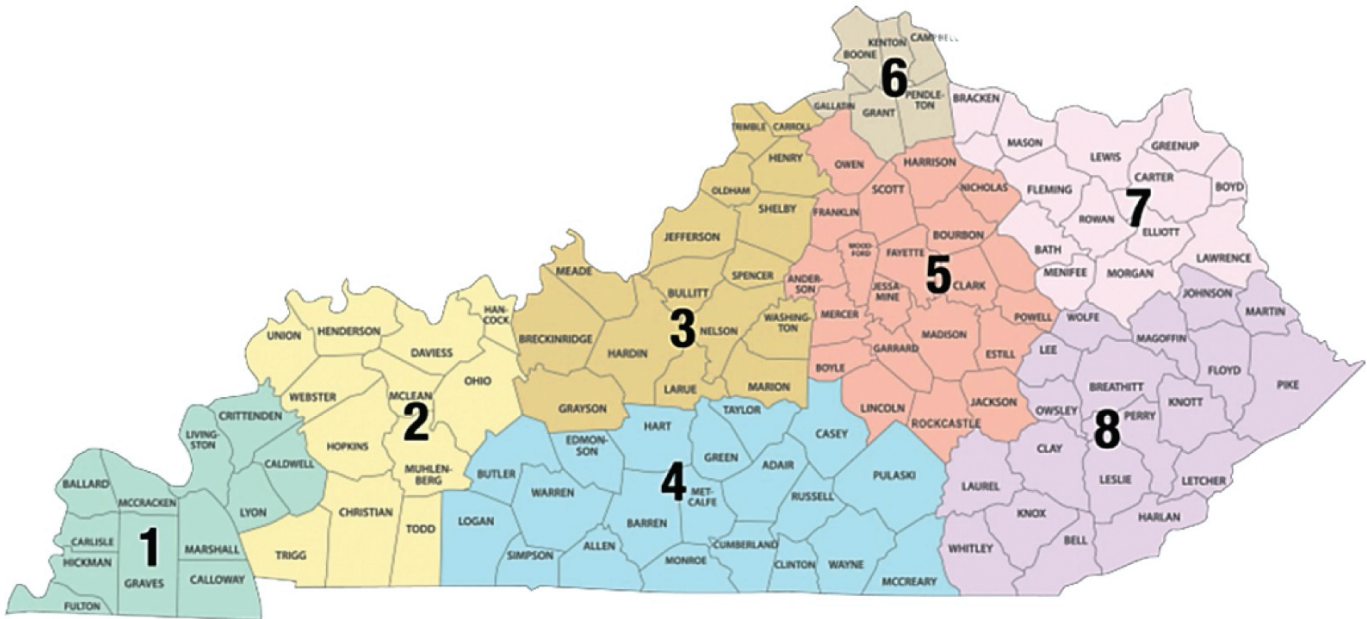 KENTON
CAMPBELL
BOONE
6
GALLATIN
GRANT
PENDLE-
TON
BRACKEN
TRIMBLE
CARROLL
MASON
GREENUP
HENRY
OWEN
HARRISON
LEWIS
CARTER
OLDHAM
SCOTT
NICHOLAS
FLEMING
BOYD
SHELBY
FRANKLIN
ROWAN
7
ELLIOTT
JEFFERSON
BOURBON
WOOD-
FORD
FAYETTE
BATH
LAWRENCE
MEADE
SPENCER
ANDER-
SON
5
CLARK
MENIFEE
MORGAN
BULLITT
JESSA
MINE
JOHNSON
HAN-
COCK
NELSON
WASHING-
TON
MERCER
POWELL
WOLFE
MARTIN
UNION
HENDERSON
BRECKINRIDGE
3
MADISON
MAGOFFIN
DAVIESS
HARDIN
GARRARD
ESTILL
LEE
FLOYD
OHIO
BOYLE
PIKE
WEBSTER
MCLEAN
LARUE
MARION
BREATHITT
2
GRAYSON
LINCOLN
JACKSON
OWSLEY
PERRY
KNOTT
CRITTENDEN
TAYLOR
ROCKCASTLE
8
LIVING-
STON
HOPKINS
HART
CASEY
EDMON-
SON
CLAY
CALDWELL
MUHLEN-
BERG
BUTLER
GREEN
ADAIR
PULASKI
LESLIE
LETCHER
BALLARD
4
LAUREL
MCCRACKEN
WARREN
MET-
CALFE
RUSSELL
LYON
CHRISTIAN
TODD
LOGAN
BARREN
KNOX
HARLAN
CARLISLE
1
MARSHALL
TRIGG
SIMPSON
ALLEN
CUMBERLAND
WHITLEY
BELL
HICKMAN
MONROE
CLINTON
WAYNE
GRAVES
CALLOWAY
MCCREARY
FULTON